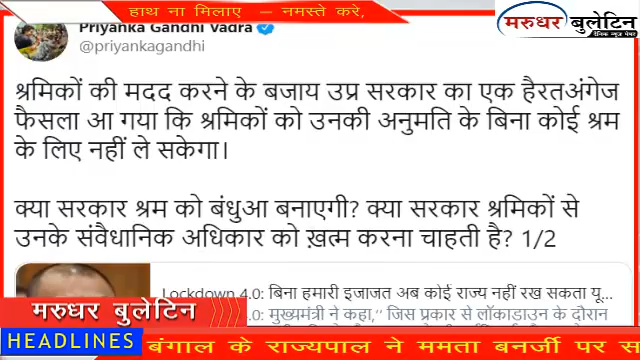 हाथ ना मिलाए – नमस्ते करे,
मरुधर बुलेटिन
दैनिक न्यूज पेपर
Priyanka Gandhi Vadra
@priyankagandhi
श्रमिकों की मदद करने के बजाय उप्र सरकार का एक हैरतअंगेज
फैसला आ गया कि श्रमिकों को उनकी अनुमति के बिना कोई श्रम
के लिए नहीं ले सकेगा।
क्या सरकार श्रम को बंधुआ बनाएगी? क्या सरकार श्रमिकों से
उनके संवैधानिक अधिकार को ख़त्म करना चाहती है? 1/2
Lockdown 4.0: बिना हमारी इजाजत अब कोई राज्य नहीं रख सकता यू...
4.0: मुख्यमंत्री ने कहा,'' जिस प्रकार से लॉकाडाउन के दौरान
मरुधर बुलेटिन
HEADLINES बंगाल के राज्यपाल ने ममता बनर्जी पर स